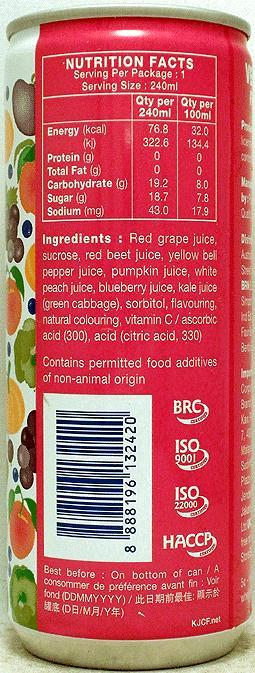 NUTRITION FACTS
Serving Per Package : 1
Serving Size : 240ml
Qty per 240ml Qty per 100ml
Energy (kcal) 76.8 32.0
(kj) 322.6 134.4
Protein (g) 0 0
Total Fat (g) 0 0
Carbohydrate (g) 19.2 8.0
Sugar (g) 18.7 7.8
Sodium (mg) 43.0 17.9
Ingredients : Red grape juice,
sucrose, red beet juice, yellow bell
pepper juice, pumpkin juice, white
peach juice, blueberry juice, kale juice
(green cabbage), sorbitol, flavouring,
natural colouring, vitamin C / ascorbic
acid (300), acid (citric acid, 330)
Contains permitted food additives
of non-animal origin
8 888196 132420
BRC
ISO
9001
ISO
22000
HACCP
Best before : On bottom of can / A
consommer de préférence avant fin : Voir
fond (DDMMYYYY) / 此日期前最佳: 顯示於
罐底 (D日/M月/Y年)
KJCF.net